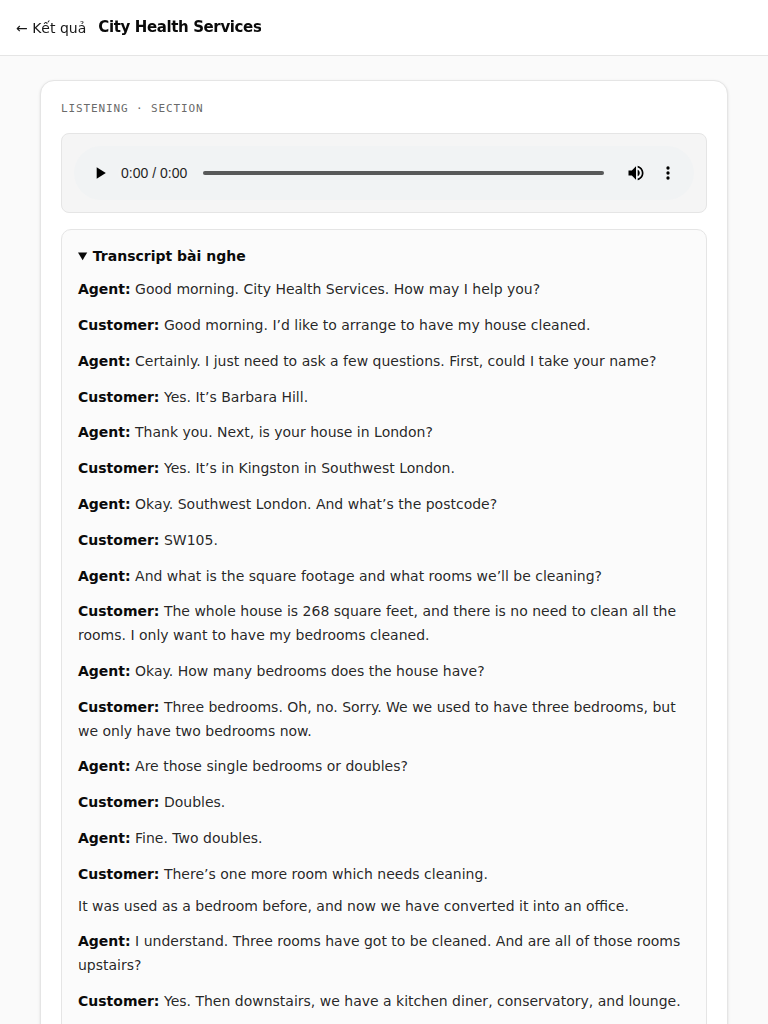 ← Kết quả City Health Services
LISTENING · SECTION
0:00 / 0:00
▼ Transcript bài nghe
Agent: Good morning. City Health Services. How may I help you?
Customer: Good morning. I’d like to arrange to have my house cleaned.
Agent: Certainly. I just need to ask a few questions. First, could I take your name?
Customer: Yes. It’s Barbara Hill.
Agent: Thank you. Next, is your house in London?
Customer: Yes. It’s in Kingston in Southwest London.
Agent: Okay. Southwest London. And what’s the postcode?
Customer: SW105.
Agent: And what is the square footage and what rooms we’ll be cleaning?
Customer: The whole house is 268 square feet, and there is no need to clean all the
rooms. I only want to have my bedrooms cleaned.
Agent: Okay. How many bedrooms does the house have?
Customer: Three bedrooms. Oh, no. Sorry. We we used to have three bedrooms, but
we only have two bedrooms now.
Agent: Are those single bedrooms or doubles?
Customer: Doubles.
Agent: Fine. Two doubles.
Customer: There’s one more room which needs cleaning.
It was used as a bedroom before, and now we have converted it into an office.
Agent: I understand. Three rooms have got to be cleaned. And are all of those rooms
upstairs?
Customer: Yes. Then downstairs, we have a kitchen diner, conservatory, and lounge.